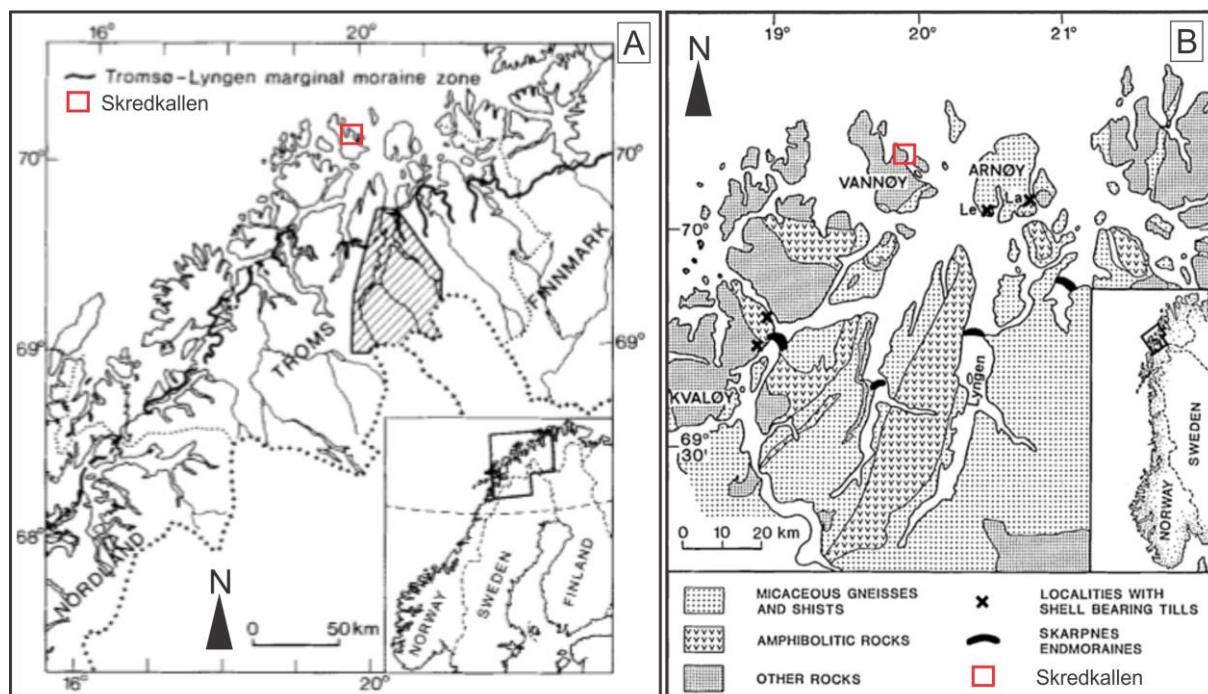 16°
20°
A
N
B
19°
20°
21°
Tromsø-Lyngen marginal moraine zone
Skredkallen
70°
70°
FINNMARK
TROMS
69°
69°
68°
NORDLAND
N
0 50km
16°
20°
NORWAY
SWEDEN
FINLAND
VANNØY
ARNØY
Le
La
70°
KVALØY
Lyngen
69°
30'
0 10 20 km
SWEDEN
NORWAY
MICACEOUS GNEISSES
AND SHISTS
AMPHIBOLITIC ROCKS
OTHER ROCKS
LOCALITIES WITH
SHELL BEARING TILLS
SKARPNES
ENDMORAINES
Skredkallen